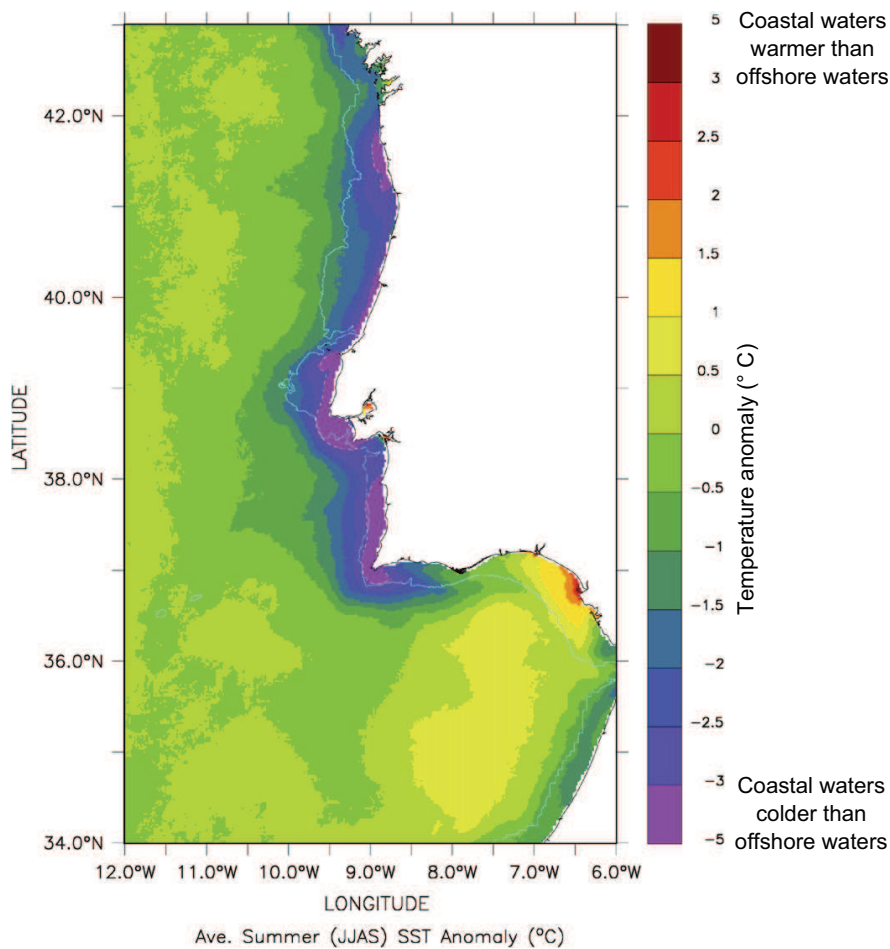 5
3
2.5
2
1.5
1
0.5
0
−0.5
−1
−1.5
−2
−2.5
−3
−5
Coastal waters
warmer than
offshore waters
Temperature anomaly (° C)
Coastal waters
colder than
offshore waters
42.0°N
40.0°N
38.0°N
36.0°N
34.0°N
LATITUDE
12.0°W 11.0°W 10.0°W 9.0°W 8.0°W 7.0°W 6.0°W
LONGITUDE
Ave. Summer (JJAS) SST Anomaly (°C)